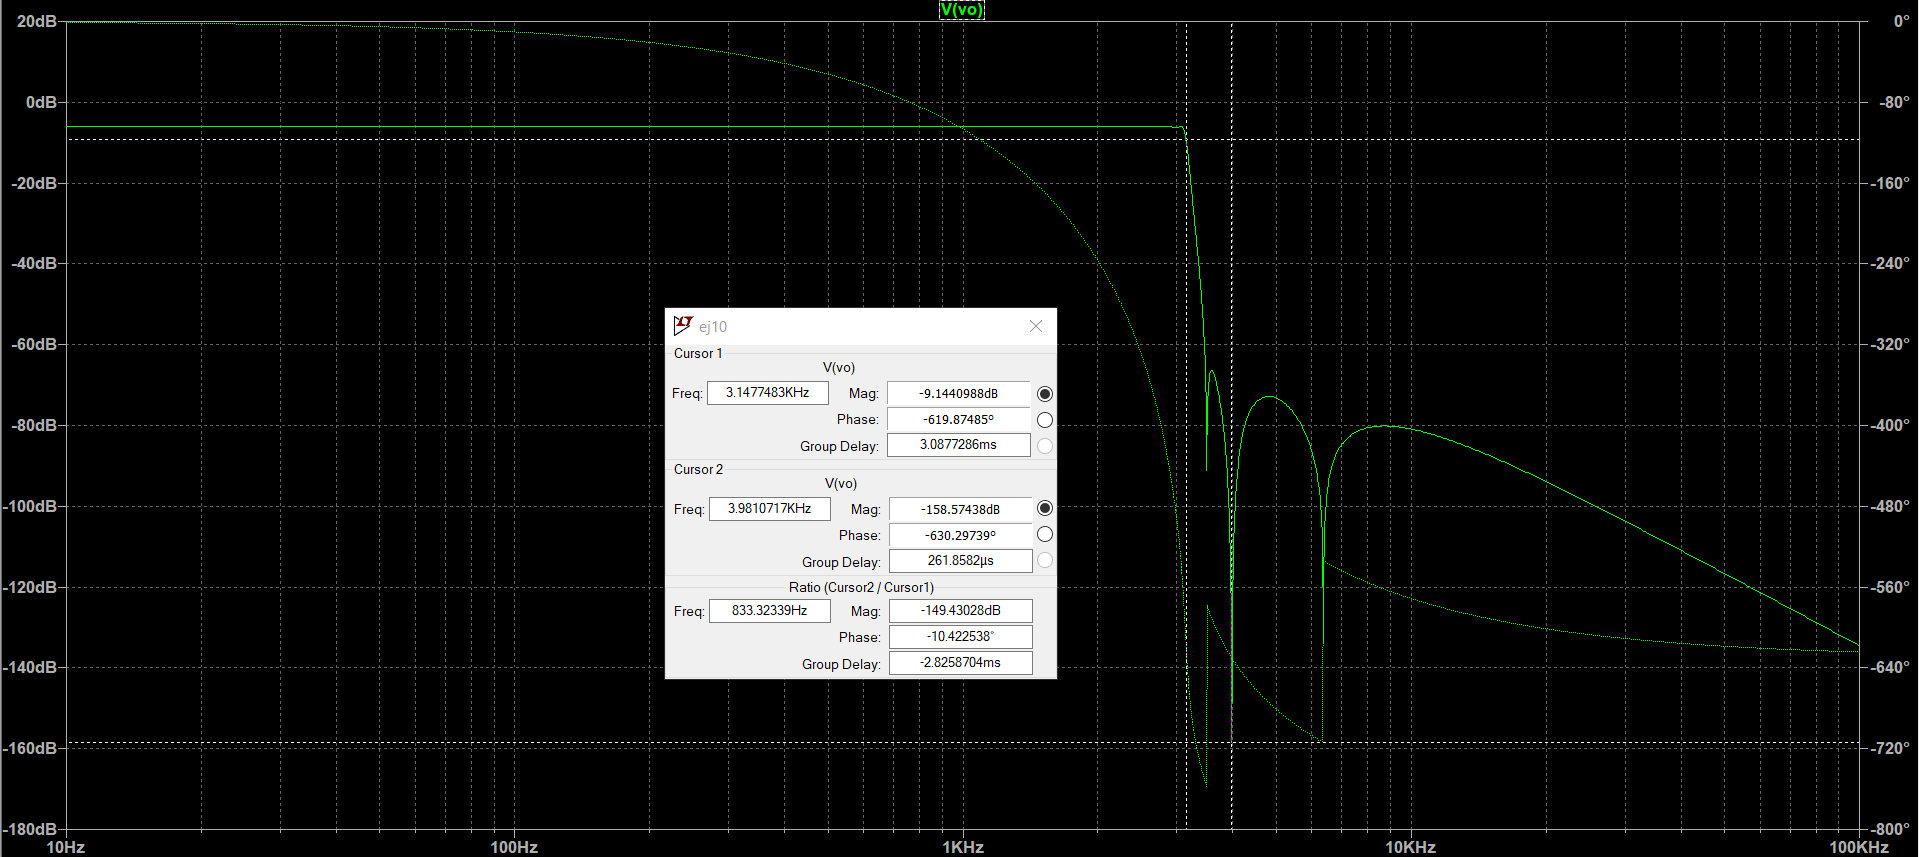 V(vo)
20dB
0dB
-20dB
-40dB
-60dB
-80dB
-100dB
-120dB
-140dB
-160dB
-180dB
0°
-80°
-160°
-240°
-320°
-400°
-480°
-560°
-640°
-720°
-800°
10Hz 100Hz 1KHz 10KHz 100KHz
ej10
Cursor 1
V(vo)
Freq: 3.1477483KHz Mag: -9.1440988dB
Phase: -619.87485°
Group Delay: 3.0877286ms
Cursor 2
V(vo)
Freq: 3.9810717KHz Mag: -158.57438dB
Phase: -630.29739°
Group Delay: 261.8582µs
Ratio (Cursor2 / Cursor1)
Freq: 833.32339Hz Mag: -149.43028dB
Phase: -10.422538°
Group Delay: -2.8258704ms